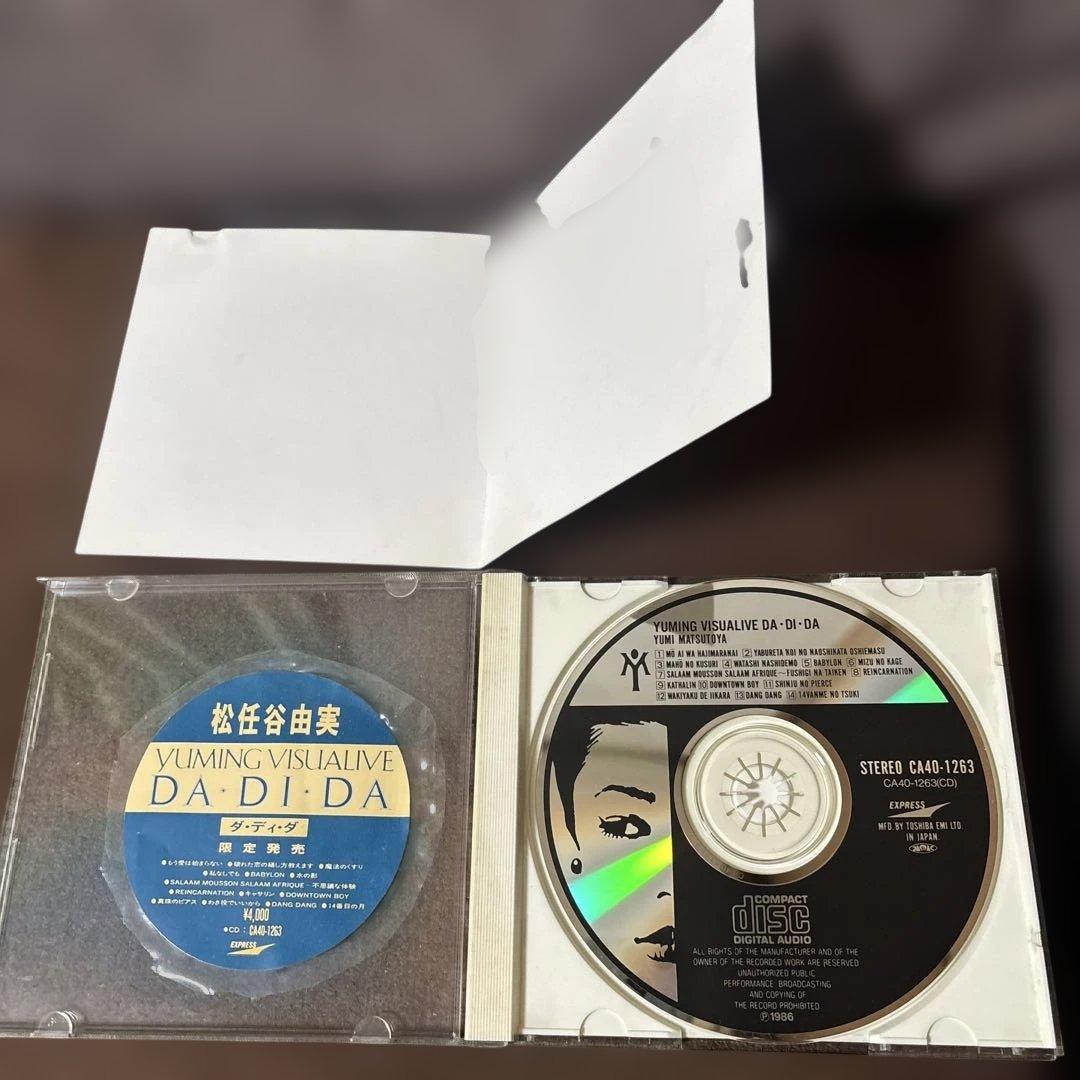 松任谷由実
YUMING VISUALIVE
DA・DI・DA
ダ・ディ・ダ
限定発売
●もう愛は始まらない ●破れた恋の繕し方教えます ●魔法のくすり
●私なしでも ●BABYLON ●水の影
●SALAAM MOUSSON SALAAM AFRIQUE－不思議な体験
●REINCARNATION ●キャサリン ●DOWNTOWN BOY
●真珠のピアス ●わき役でいいから ●DANG DANG ●14番目の月
¥4,000
●CD：CA40-1263
EXPRESS
YUMING VISUALIVE DA・DI・DA
YUMI MATSUTOYA
1 MŌ AI WA HAJIMARANAI 2 YABURETA KOI NO NAOSHIKATA OSHIEMASU
3 MAHŌ NO KUSURI 4 WATASHI NASHIDEMO 5 BABYLON 6 MIZU NO KAGE
7 SALAAM MOUSSON SALAAM AFRIQUE～FUSHIGI NA TAIKEN 8 REINCARNATION
9 KATHALIN 10 DOWNTOWN BOY 11 SHINJU NO PIERCE
12 WAKIYAKU DE IIKARA 13 DANG DANG 14 14VANME NO TSUKI
STEREO CA40-1263
CA40-1263(CD)
EXPRESS
MFD. BY TOSHIBA EMI LTD.
IN JAPAN.
COMPACT
disc
DIGITAL AUDIO
ALL RIGHTS OF THE MANUFACTURER AND OF THE
OWNER OF THE RECORDED WORK ARE RESERVED
UNAUTHORIZED PUBLIC
PERFORMANCE BROADCASTING
AND COPYING OF
THE RECORD PROHIBITED
Ⓟ1986